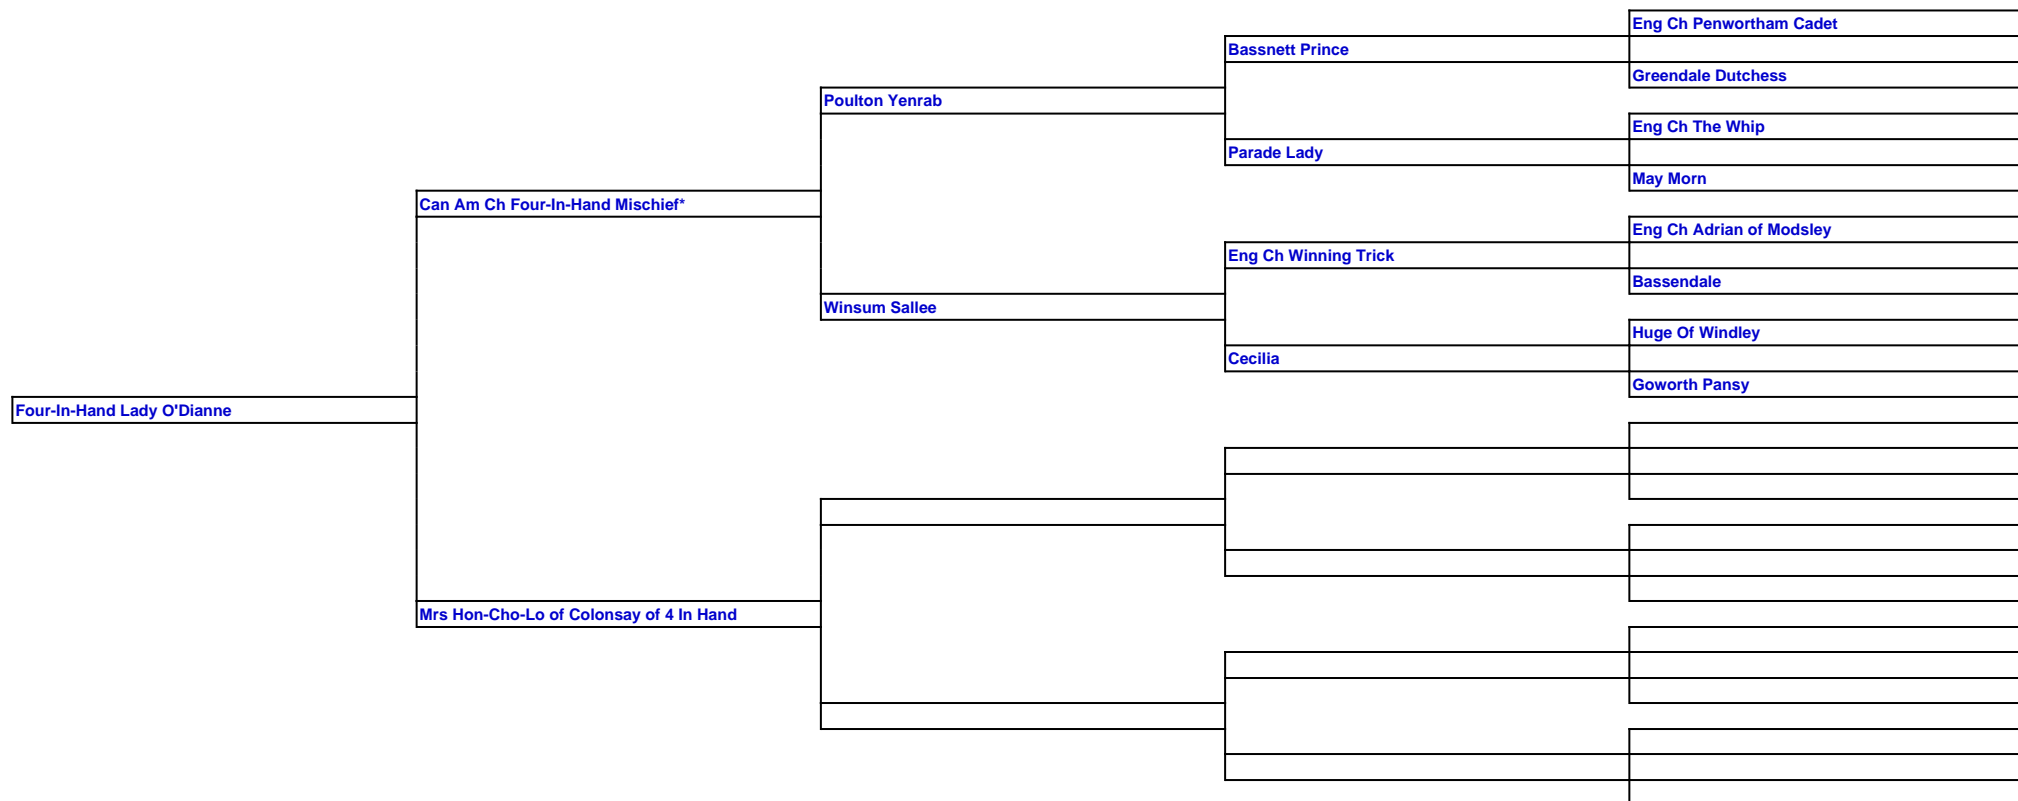 Eng Ch Penwortham Cadet
Bassnett Prince
Greendale Dutchess
Poulton Yenrab
Eng Ch The Whip
Parade Lady
May Morn
Can Am Ch Four-In-Hand Mischief*
Eng Ch Adrian of Modsley
Eng Ch Winning Trick
Bassendale
Winsum Sallee
Huge Of Windley
Cecilia
Goworth Pansy
Four-In-Hand Lady O'Dianne
Mrs Hon-Cho-Lo of Colonsay of 4 In Hand